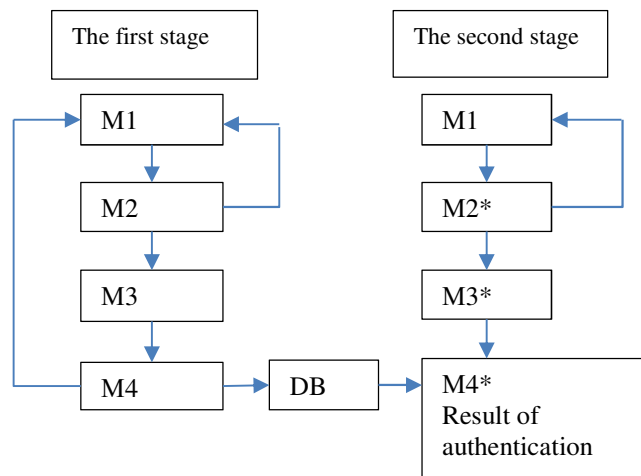 The first stage
M1
M2
M3
M4
DB
The second stage
M1
M2*
M3*
M4*
Result of
authentication